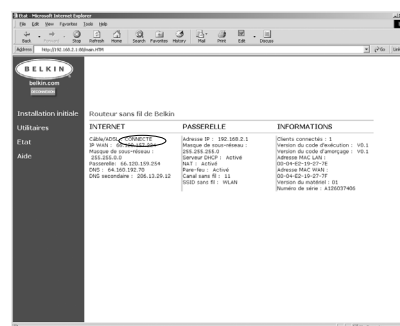 Etat - Microsoft Internet Explorer
File Edit View Favorites Tools Help
Back Forward Stop Refresh Home Search Favorites History Mail Print Edit Discuss
Address http://192.168.2.1:88/main.HTM Go Links
BELKIN
belkin.com
Installation initiale
Utilitaires
Etat
Aide
Routeur sans fil de Belkin
INTERNET
Câble/ADSL: CONNECTÉ
IP WAN :
Masque de sous-réseau :
255.255.0.0
Passerelle: 66.120.159.254
DNS : 64.160.192.70
DNS secondaire : 206.13.29.12
PASSERELLE
Adresse IP : 192.168.2.1
Masque de sous-réseau :
255.255.255.0
Serveur DHCP : Activé
NAT : Activé
Pare-feu : Activé
Canal sans fil : 11
SSID sans fil : WLAN
INFORMATIONS
Clients connectés : 1
Version du code d'exécution : V0.1
Version du code d'amorçage : V0.1
Adresse MAC LAN :
00-04-E2-19-27-7E
Adresse MAC WAN :
00-04-E2-19-27-7F
Version du matériel : 01
Numéro de série : A126037406